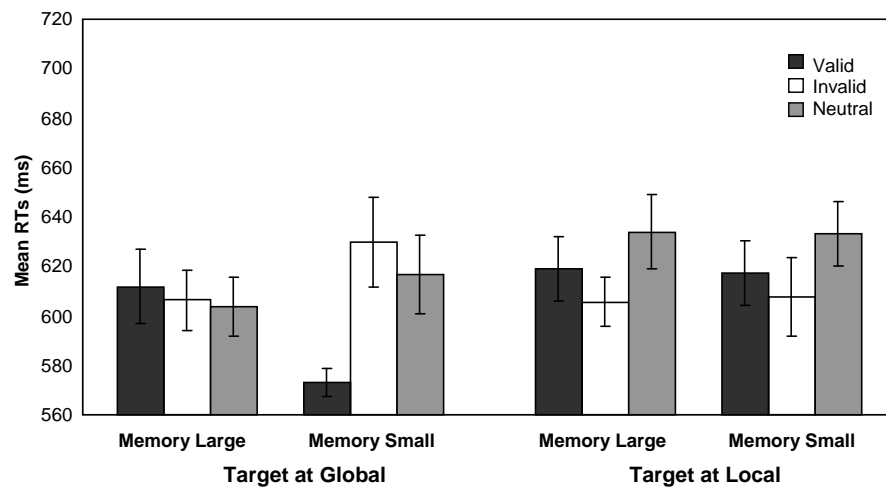 720
700
680
660
640
620
600
580
560
Mean RTs (ms)
Valid
Invalid
Neutral
Memory Large Memory Small Memory Large Memory Small
Target at Global Target at Local